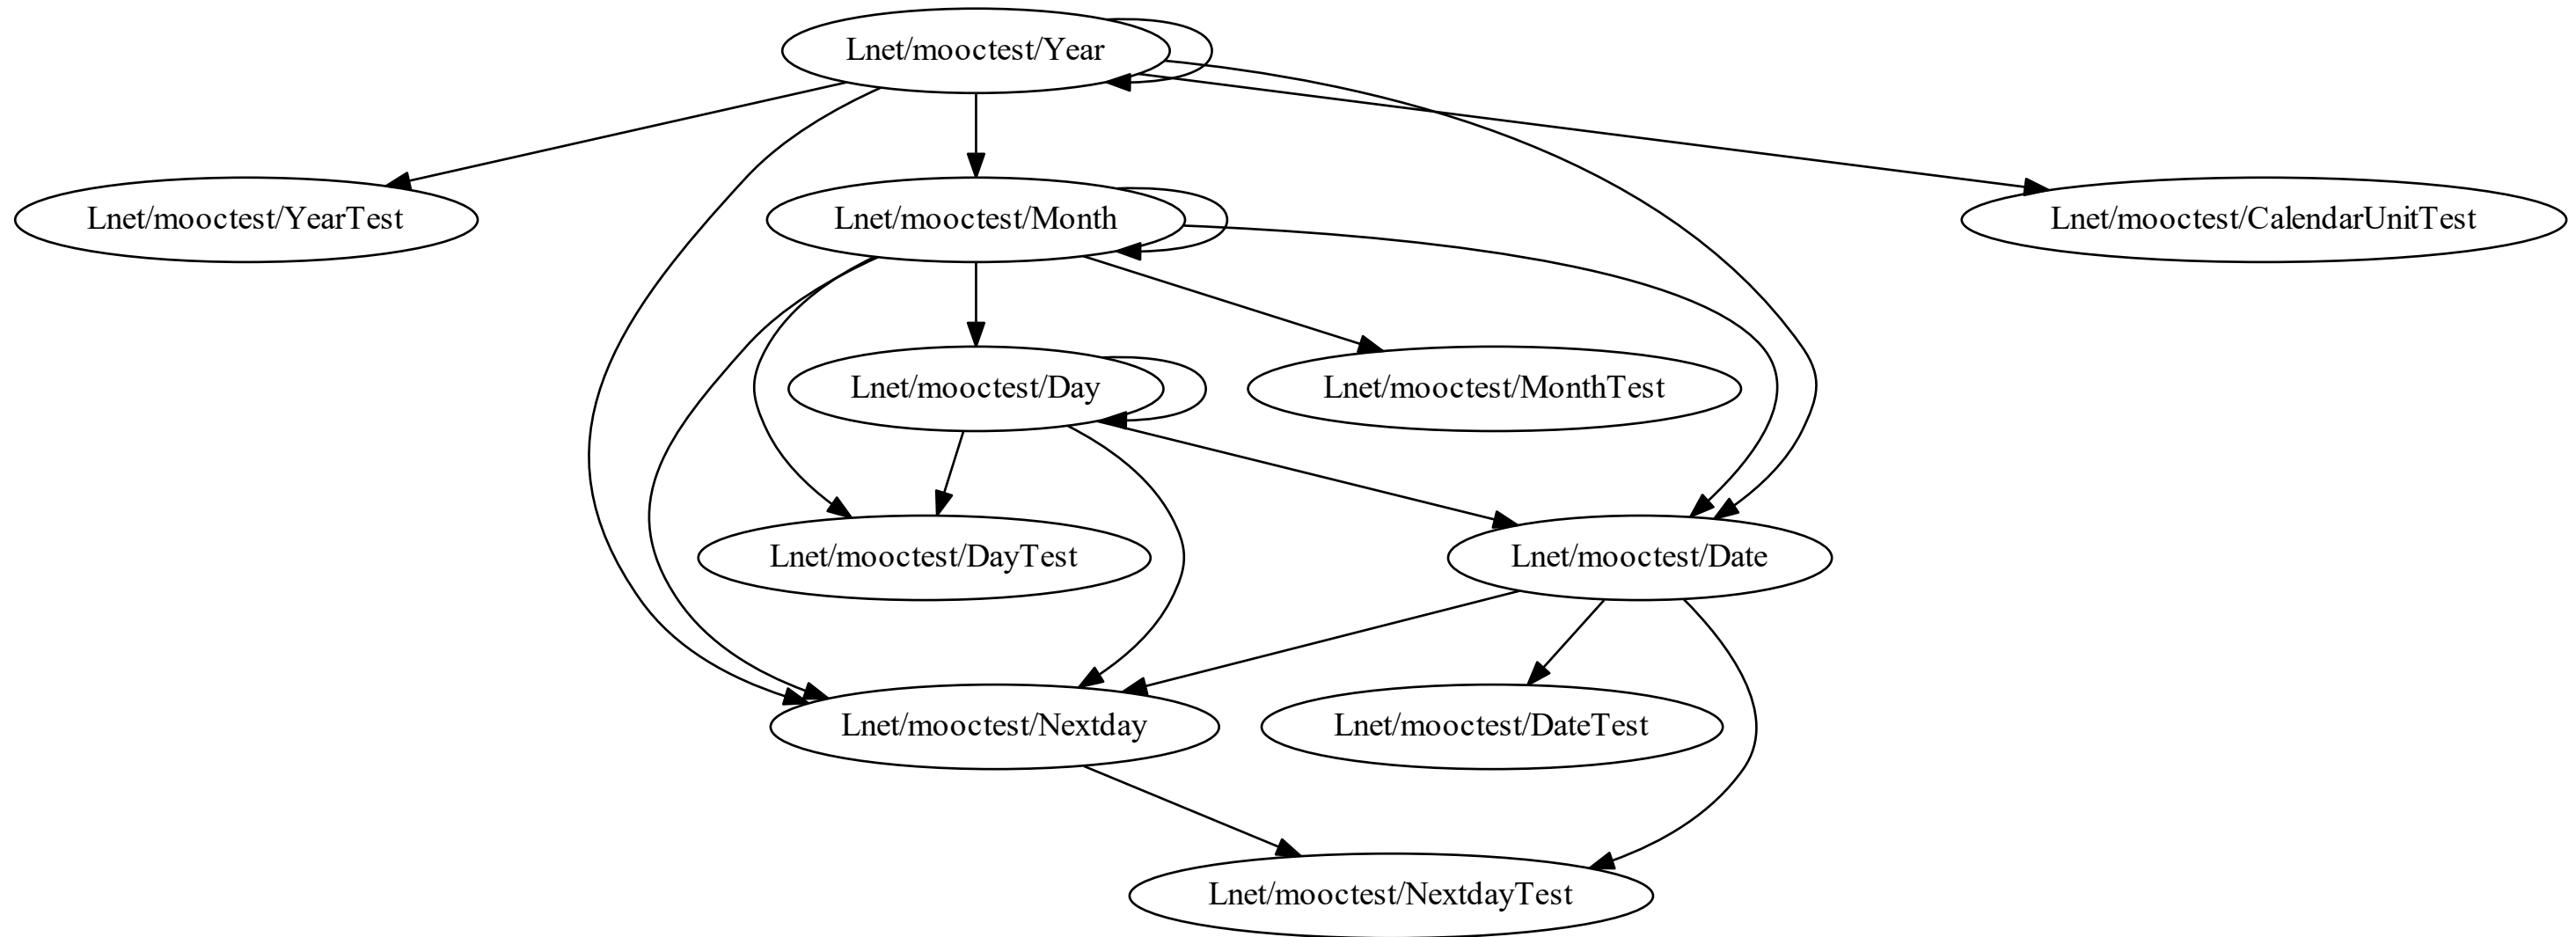 Lnet/mooctest/Year
Lnet/mooctest/YearTest
Lnet/mooctest/Month
Lnet/mooctest/CalendarUnitTest
Lnet/mooctest/Day
Lnet/mooctest/MonthTest
Lnet/mooctest/DayTest
Lnet/mooctest/Date
Lnet/mooctest/Nextday
Lnet/mooctest/DateTest
Lnet/mooctest/NextdayTest